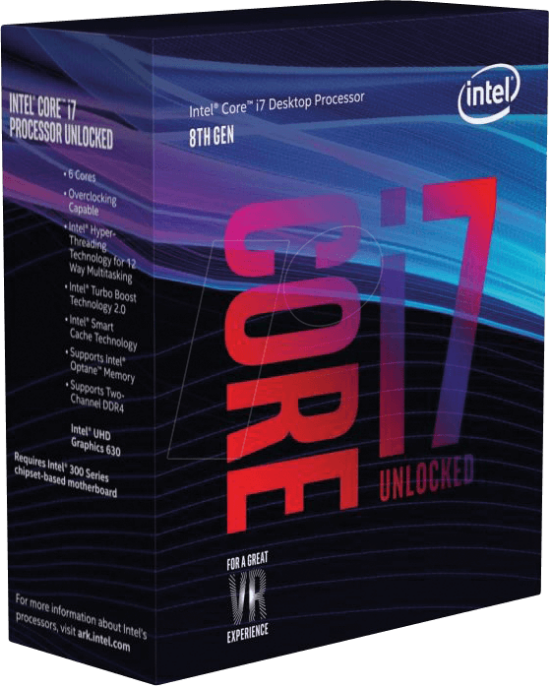 INTEL® CORE™ i7
PROCESSOR UNLOCKED
• 6 Cores
• Overclocking
Capable
• Intel® Hyper-
Threading
Technology for 12
Way Multitasking
• Intel® Turbo Boost
Technology 2.0
• Intel® Smart
Cache Technology
• Supports Intel®
Optane™ Memory
• Supports Two-
Channel DDR4
Intel® UHD
Graphics 630
Requires Intel® 300 Series
chipset-based motherboard
For more information about Intel's
processors, visit ark.intel.com
Intel® Core™ i7 Desktop Processor
8TH GEN
intel®
CORE
i7
UNLOCKED
FOR A GREAT
VR
EXPERIENCE